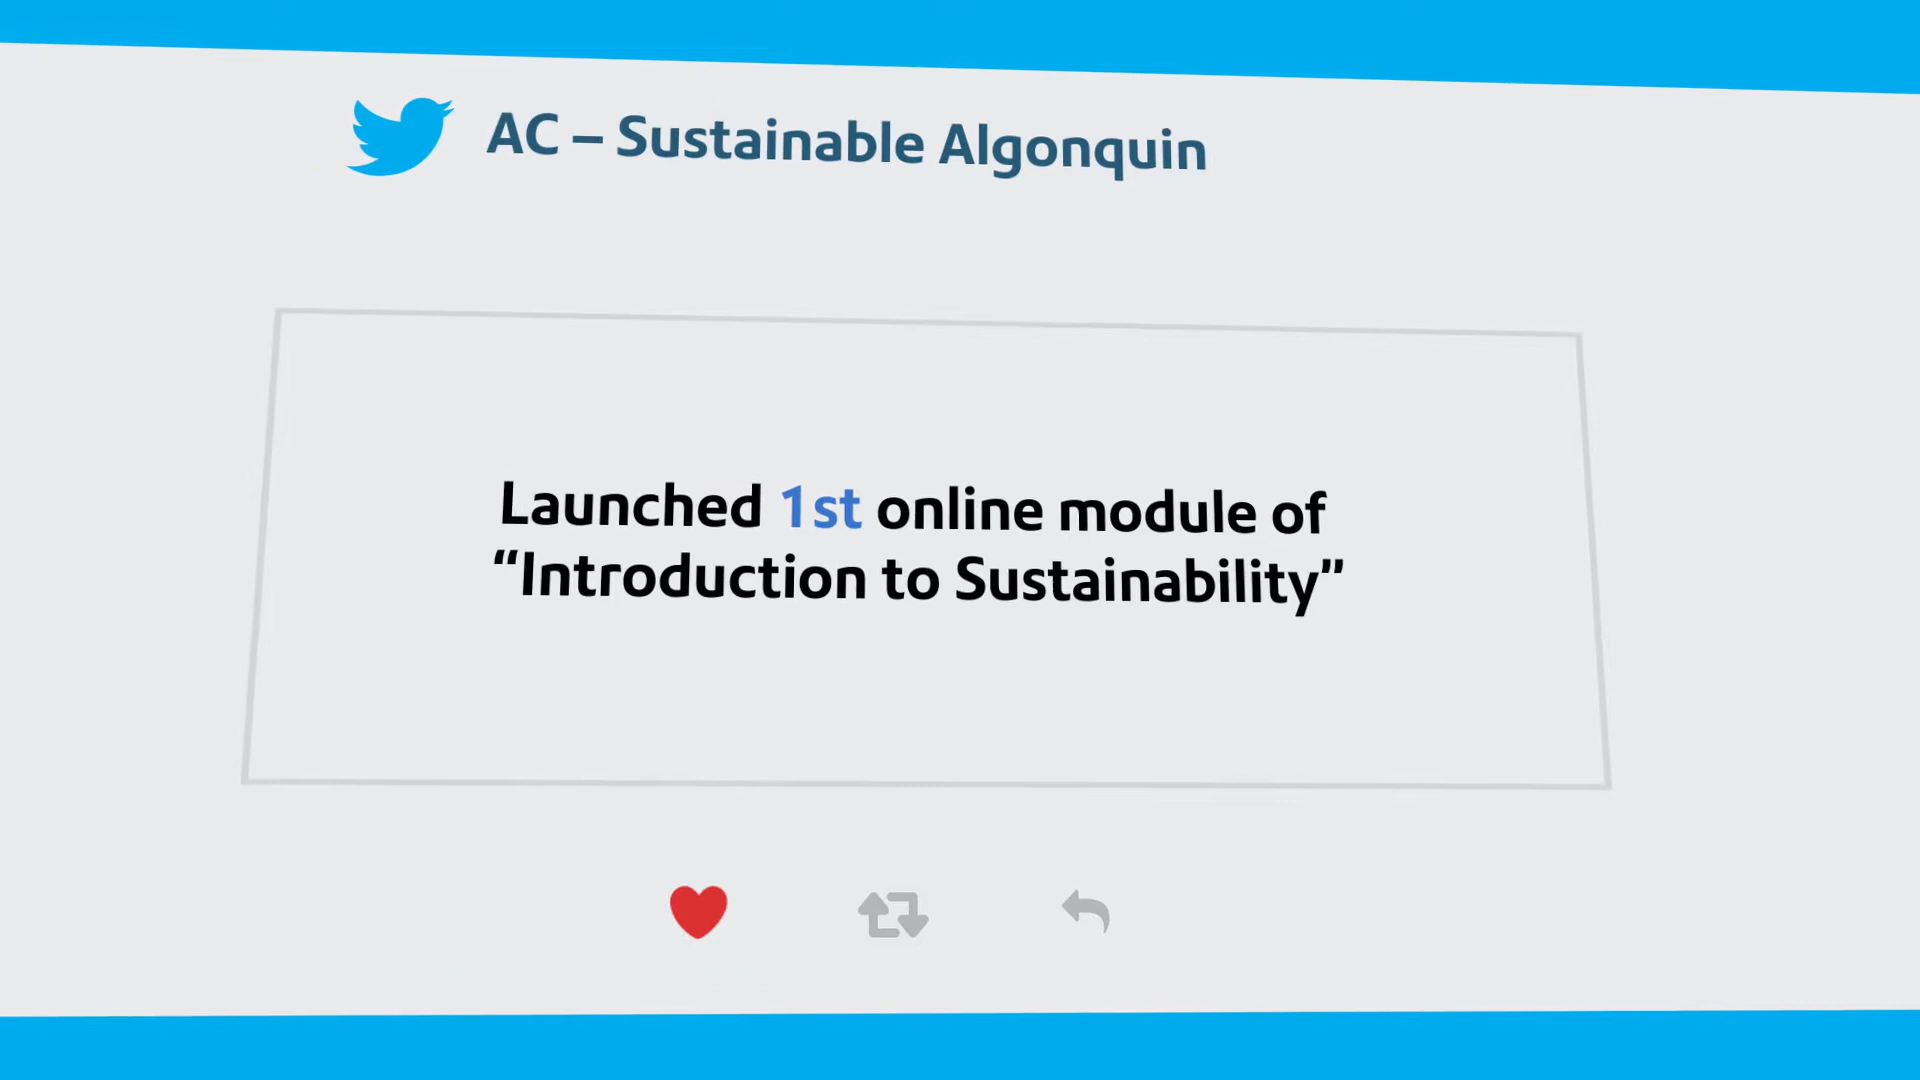 AC – Sustainable Algonquin
Launched 1st online module of
“Introduction to Sustainability”